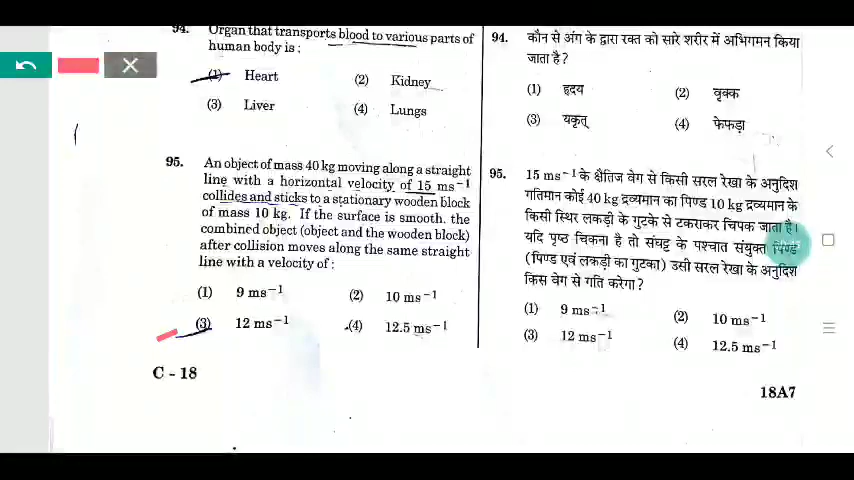 94. Organ that transports blood to various parts of
human body is :
(1) Heart (2) Kidney
(3) Liver (4) Lungs
95. An object of mass 40 kg moving along a straight
line with a horizontal velocity of 15 ms⁻¹
collides and sticks to a stationary wooden block
of mass 10 kg. If the surface is smooth. the
combined object (object and the wooden block)
after collision moves along the same straight
line with a velocity of :
(1) 9 ms⁻¹ (2) 10 ms⁻¹
(3) 12 ms⁻¹ (4) 12.5 ms⁻¹
C - 18
94. कौन से अंग के द्वारा रक्त को सारे शरीर में अभिगमन किया
जाता है ?
(1) हृदय (2) वृक्क
(3) यकृत् (4) फेफड़ा
95. 15 ms⁻¹ के क्षैतिज वेग से किसी सरल रेखा के अनुदिश
गतिमान कोई 40 kg द्रव्यमान का पिण्ड 10 kg द्रव्यमान के
किसी स्थिर लकड़ी के गुटके से टकराकर चिपक जाता है।
यदि पृष्ठ चिकना है तो संघट्ट के पश्चात संयुक्त पिण्ड
(पिण्ड एवं लकड़ी का गुटका) उसी सरल रेखा के अनुदिश
किस वेग से गति करेगा ?
(1) 9 ms⁻¹ (2) 10 ms⁻¹
(3) 12 ms⁻¹ (4) 12.5 ms⁻¹
18A7